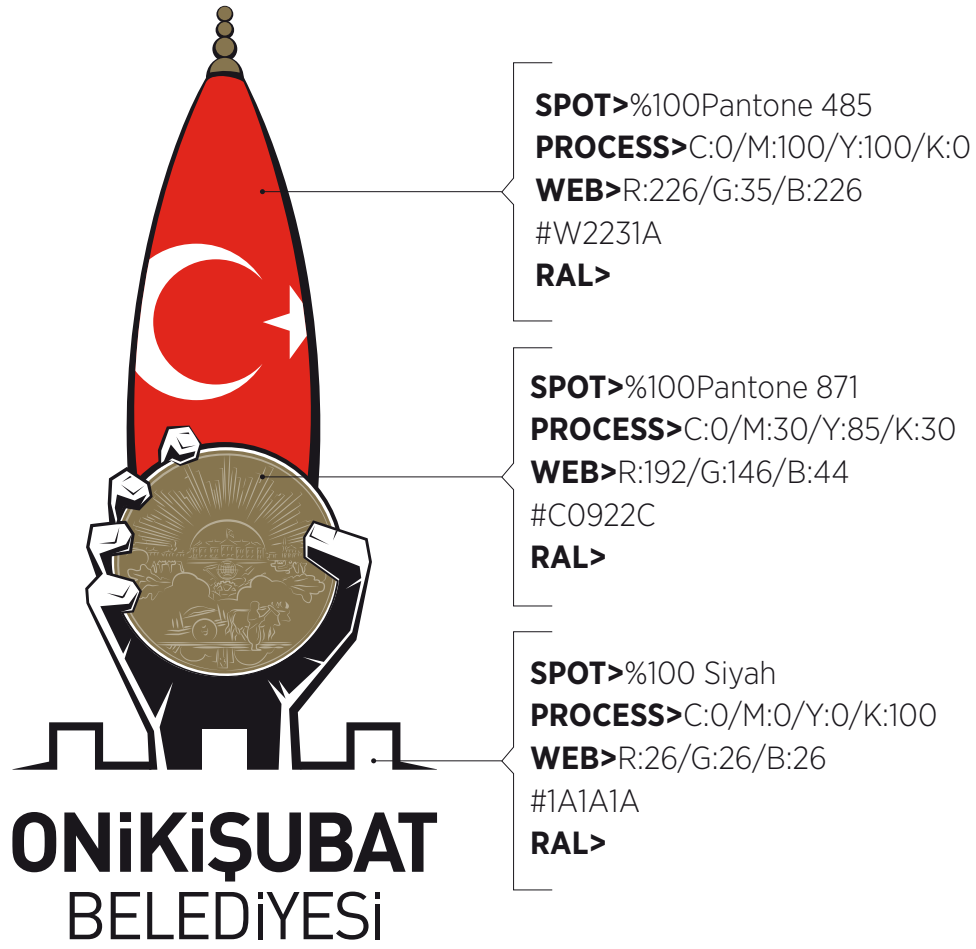 SPOT>%100Pantone 485
PROCESS>C:0/M:100/Y:100/K:0
WEB>R:226/G:35/B:226
#W2231A
RAL>
SPOT>%100Pantone 871
PROCESS>C:0/M:30/Y:85/K:30
WEB>R:192/G:146/B:44
#C0922C
RAL>
SPOT>%100 Siyah
PROCESS>C:0/M:0/Y:0/K:100
WEB>R:26/G:26/B:26
#1A1A1A
RAL>
ONiKiŞUBAT
BELEDiYESi